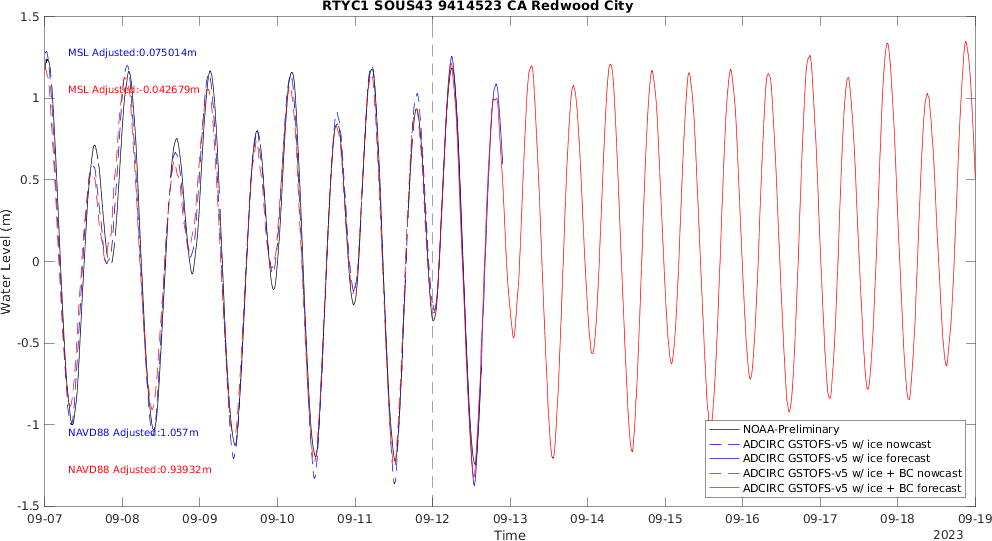 RTYC1 SOUS43 9414523 CA Redwood City
1.5
1
0.5
0
-0.5
-1
-1.5
Water Level (m)
MSL Adjusted:0.075014m
MSL Adjusted:-0.042679m
NAVD88 Adjusted:1.057m
NAVD88 Adjusted:0.93932m
NOAA-Preliminary
ADCIRC GSTOFS-v5 w/ ice nowcast
ADCIRC GSTOFS-v5 w/ ice forecast
ADCIRC GSTOFS-v5 w/ ice + BC nowcast
ADCIRC GSTOFS-v5 w/ ice + BC forecast
09-07 09-08 09-09 09-10 09-11 09-12 09-13 09-14 09-15 09-16 09-17 09-18 09-19
Time
2023